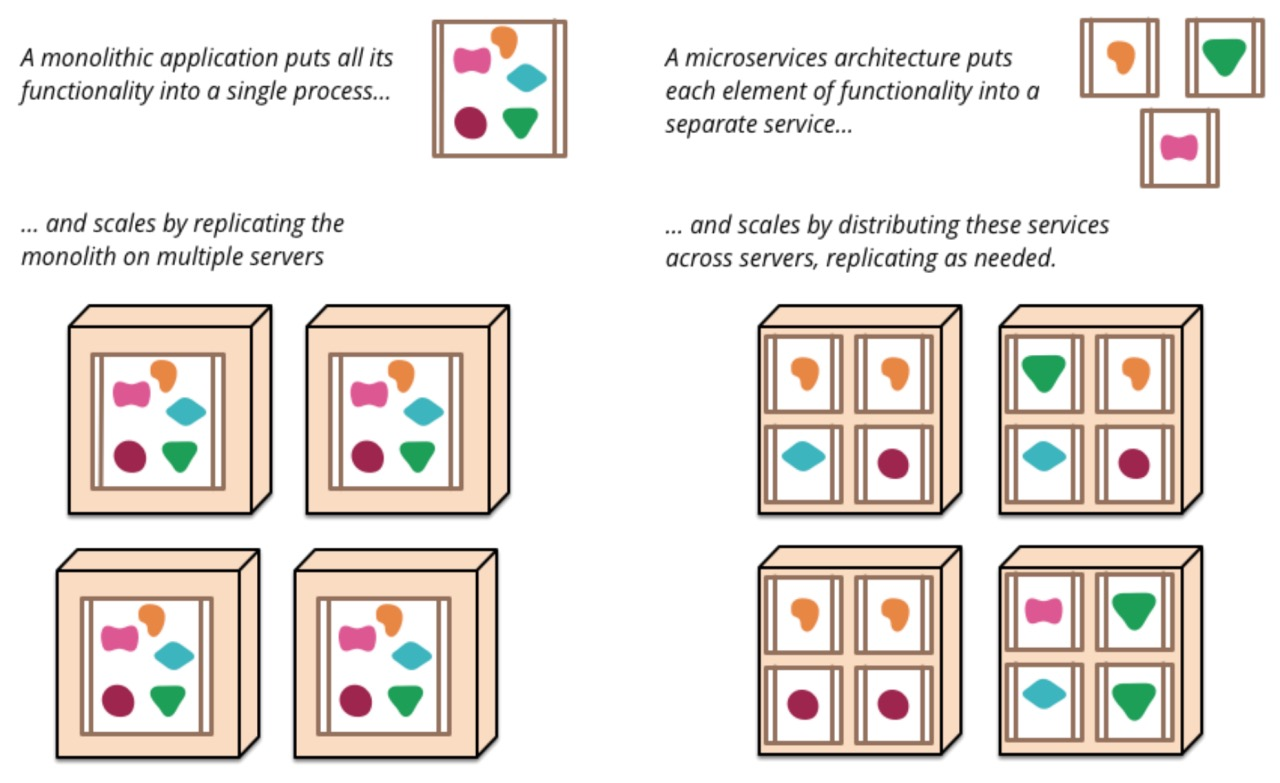 A monolithic application puts all its
functionality into a single process...
... and scales by replicating the
monolith on multiple servers
A microservices architecture puts
each element of functionality into a
separate service...
... and scales by distributing these services
across servers, replicating as needed.